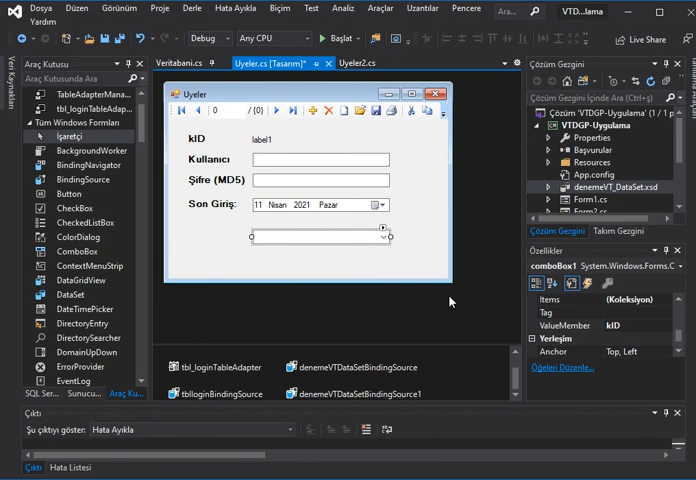 Dosya Düzen Görünüm Proje Derle Hata Ayıkla Biçim Test Analiz Araçlar Uzantılar Pencere Ara... VTD...lama
Yardım
Debug Any CPU Başlat Live Share
Veri Kaynakları
Araç Kutusu
Araç Kutusunda Ara
TableAdapterManag...
tbl_loginTableAdap...
Tüm Windows Formları
İşaretçi
BackgroundWorker
BindingNavigator
BindingSource
Button
CheckBox
CheckedListBox
ColorDialog
ComboBox
ContextMenuStrip
DataGridView
DataSet
DateTimePicker
DirectoryEntry
DirectorySearcher
DomainUpDown
ErrorProvider
EventLog
SQL Ser... Sunucu... Araç Ku...
Veritabani.cs Uyeler.cs [Tasarım]* Uyeler2.cs
Uyeler
0 / {0}
kID label1
Kullanıcı
Şifre (MD5)
Son Giriş: 11 Nisan 2021 Pazar
tbl_loginTableAdapter denemeVTDataSetBindingSource
tblloginBindingSource denemeVTDataSetBindingSource1
Çözüm Gezgini
Çözüm Gezgini İçinde Ara (Ctrl+ş)
Çözüm 'VTDGP-Uygulama' (1 / 1 p
VTDGP-Uygulama
Properties
Başvurular
Resources
App.config
denemeVT_DataSet.xsd
Form1.cs
Form2.cs
Çözüm Gezgini Takım Gezgini
Özellikler
comboBox1 System.Windows.Forms.C
Items (Koleksiyon)
Tag
ValueMember kID
Yerleşim
Anchor Top, Left
Öğeleri Düzenle...
Çıktı
Şu çıktıyı göster: Hata Ayıkla
Çıktı Hata Listesi